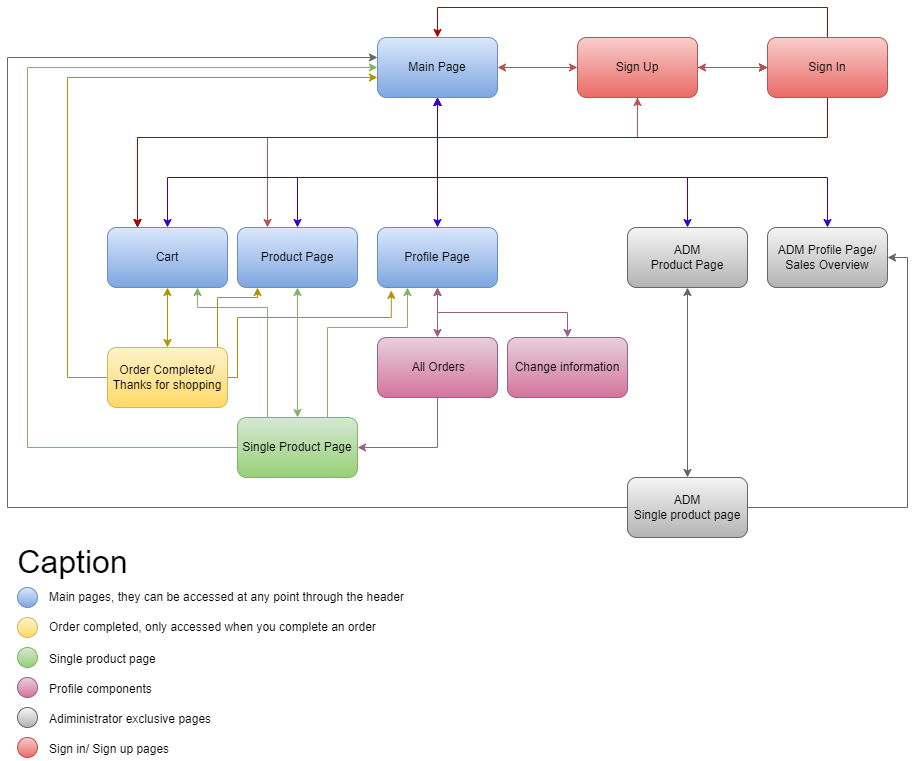 Main Page
Sign Up
Sign In
Cart
Product Page
Profile Page
ADM
Product Page
ADM Profile Page/
Sales Overview
Order Completed/
Thanks for shopping
All Orders
Change information
Single Product Page
ADM
Single product page
Caption
Main pages, they can be accessed at any point through the header
Order completed, only accessed when you complete an order
Single product page
Profile components
Adiministrator exclusive pages
Sign in/ Sign up pages